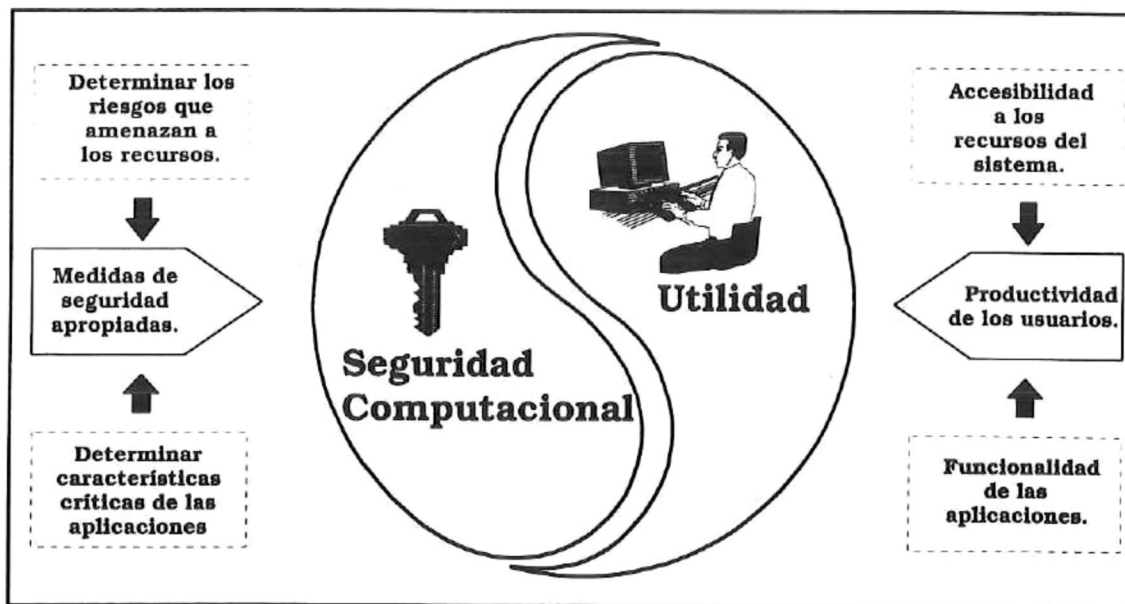 Determinar los
riesgos que
amenazan a
los recursos.
Medidas de
seguridad
apropiadas.
Determinar
características
críticas de las
aplicaciones
Seguridad
Computacional
Utilidad
Accesibilidad
a los
recursos del
sistema.
Productividad
de los usuarios.
Funcionalidad
de las
aplicaciones.